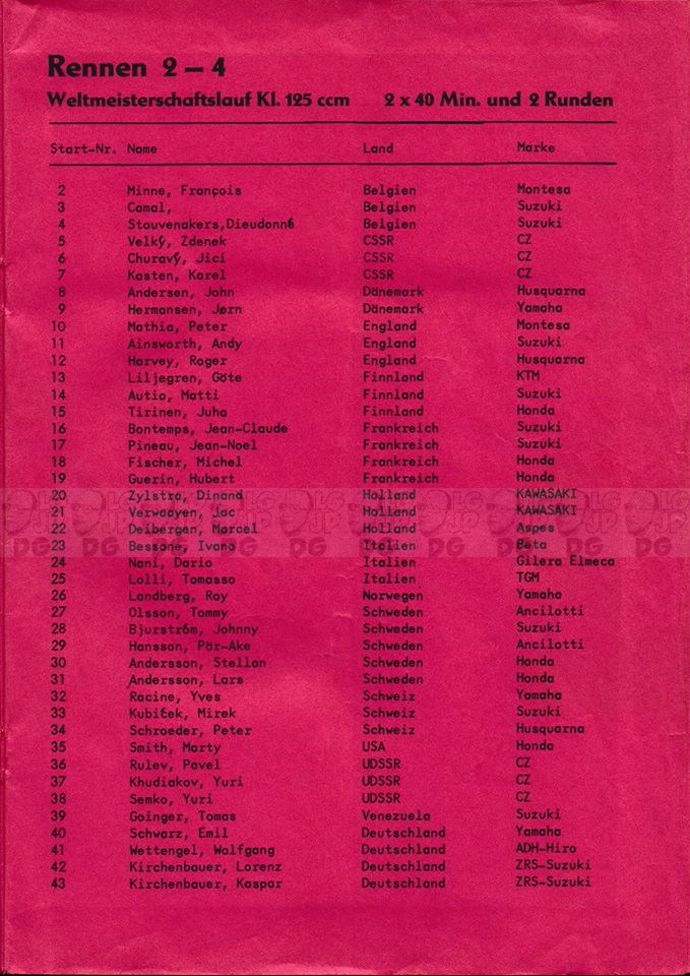 Rennen 2 – 4
Weltmeisterschaftslauf Kl. 125 ccm 2 x 40 Min. und 2 Runden
Start-Nr. Name Land Marke
2 Minne, François Belgien Montesa
3 Camal, Belgien Suzuki
4 Stouvenakers,Dieudonné Belgien Suzuki
5 Velký, Zdenek CSSR CZ
6 Churavý, Jici CSSR CZ
7 Kasten, Karel CSSR CZ
8 Andersen, John Dänemark Husquarna
9 Hermansen, Jørn Dänemark Yamaha
10 Mathia, Peter England Montesa
11 Ainsworth, Andy England Suzuki
12 Harvey, Roger England Husquarna
13 Liljegren, Göte Finnland KTM
14 Autio, Matti Finnland Suzuki
15 Tirinen, Juha Finnland Honda
16 Bontemps, Jean-Claude Frankreich Suzuki
17 Pineau, Jean-Noel Frankreich Suzuki
18 Fischer, Michel Frankreich Honda
19 Guerin, Hubert Frankreich Honda
20 Zylstra, Dinand Holland KAWASAKI
21 Verwaayen, Jac Holland KAWASAKI
22 Deibergen, Marcel Holland Aspes
23 Bessone, Ivano Italien Beta
24 Nani, Dario Italien Gilera Elmeca
25 Lolli, Tomasso Italien TGM
26 Landberg, Roy Norwegen Yamaha
27 Olsson, Tommy Schweden Ancilotti
28 Bjurström, Johnny Schweden Suzuki
29 Hansson, Pär-Ake Schweden Ancilotti
30 Andersson, Stellan Schweden Honda
31 Andersson, Lars Schweden Honda
32 Racine, Yves Schweiz Yamaha
33 Kubiček, Mirek Schweiz Suzuki
34 Schroeder, Peter Schweiz Husquarna
35 Smith, Marty USA Honda
36 Rulev, Pavel UDSSR CZ
37 Khudiakov, Yuri UDSSR CZ
38 Semko, Yuri UDSSR CZ
39 Goinger, Tomas Venezuela Suzuki
40 Schwarz, Emil Deutschland Yamaha
41 Wettengel, Wolfgang Deutschland ADH-Hiro
42 Kirchenbauer, Lorenz Deutschland ZRS-Suzuki
43 Kirchenbauer, Kaspar Deutschland ZRS-Suzuki